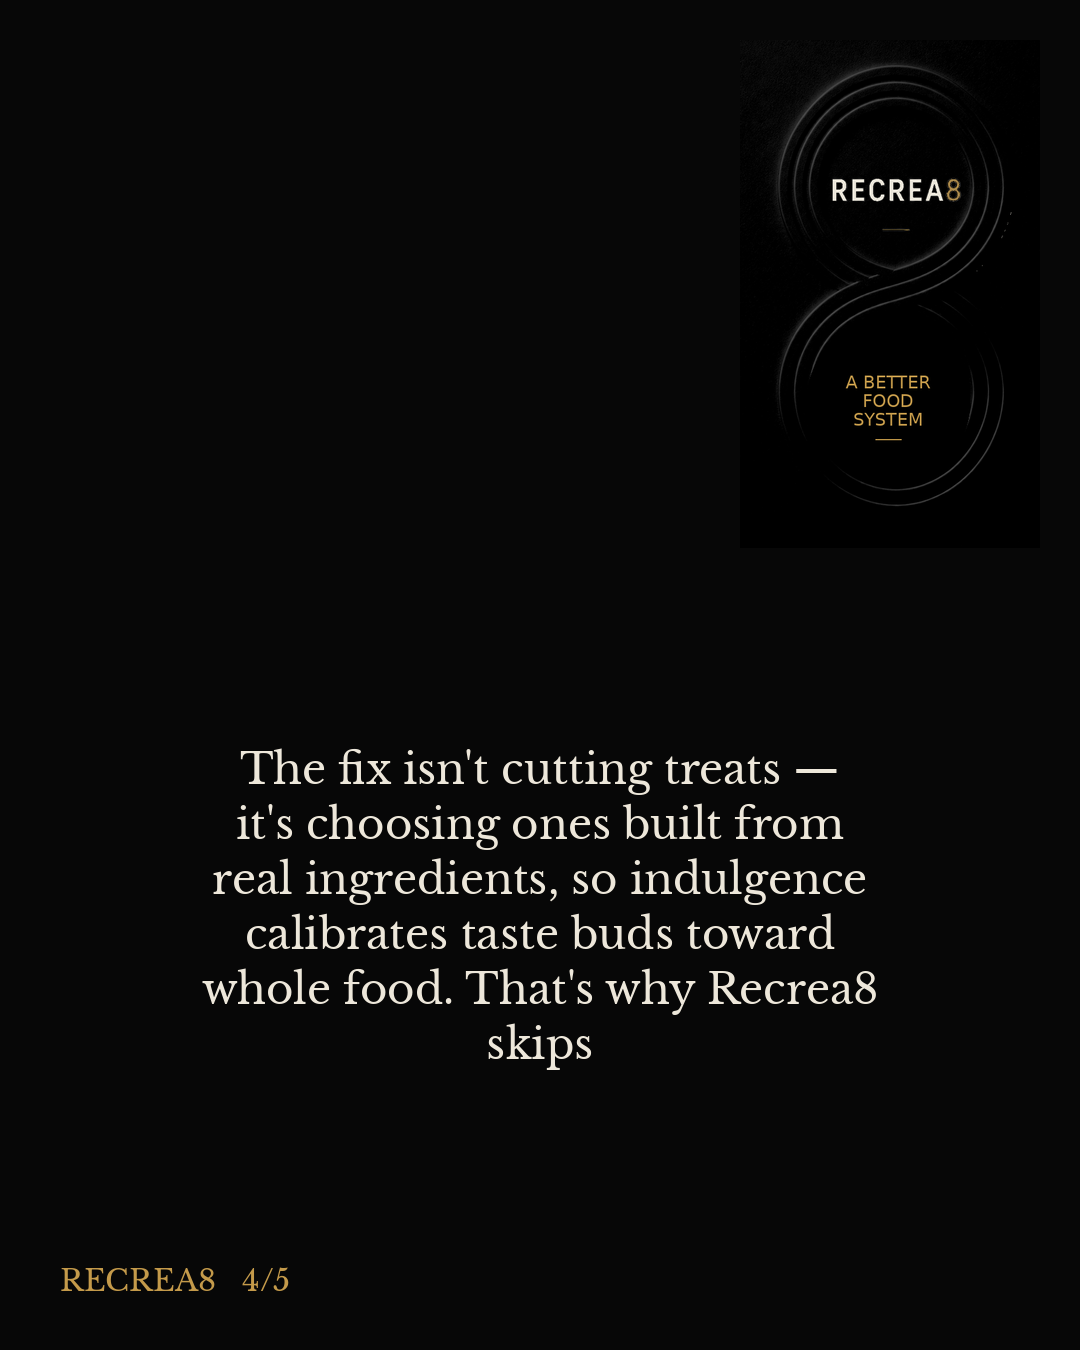 RECREA8
A BETTER
FOOD
SYSTEM
The fix isn't cutting treats —
it's choosing ones built from
real ingredients, so indulgence
calibrates taste buds toward
whole food. That's why Recrea8
skips
RECREA8 4/5